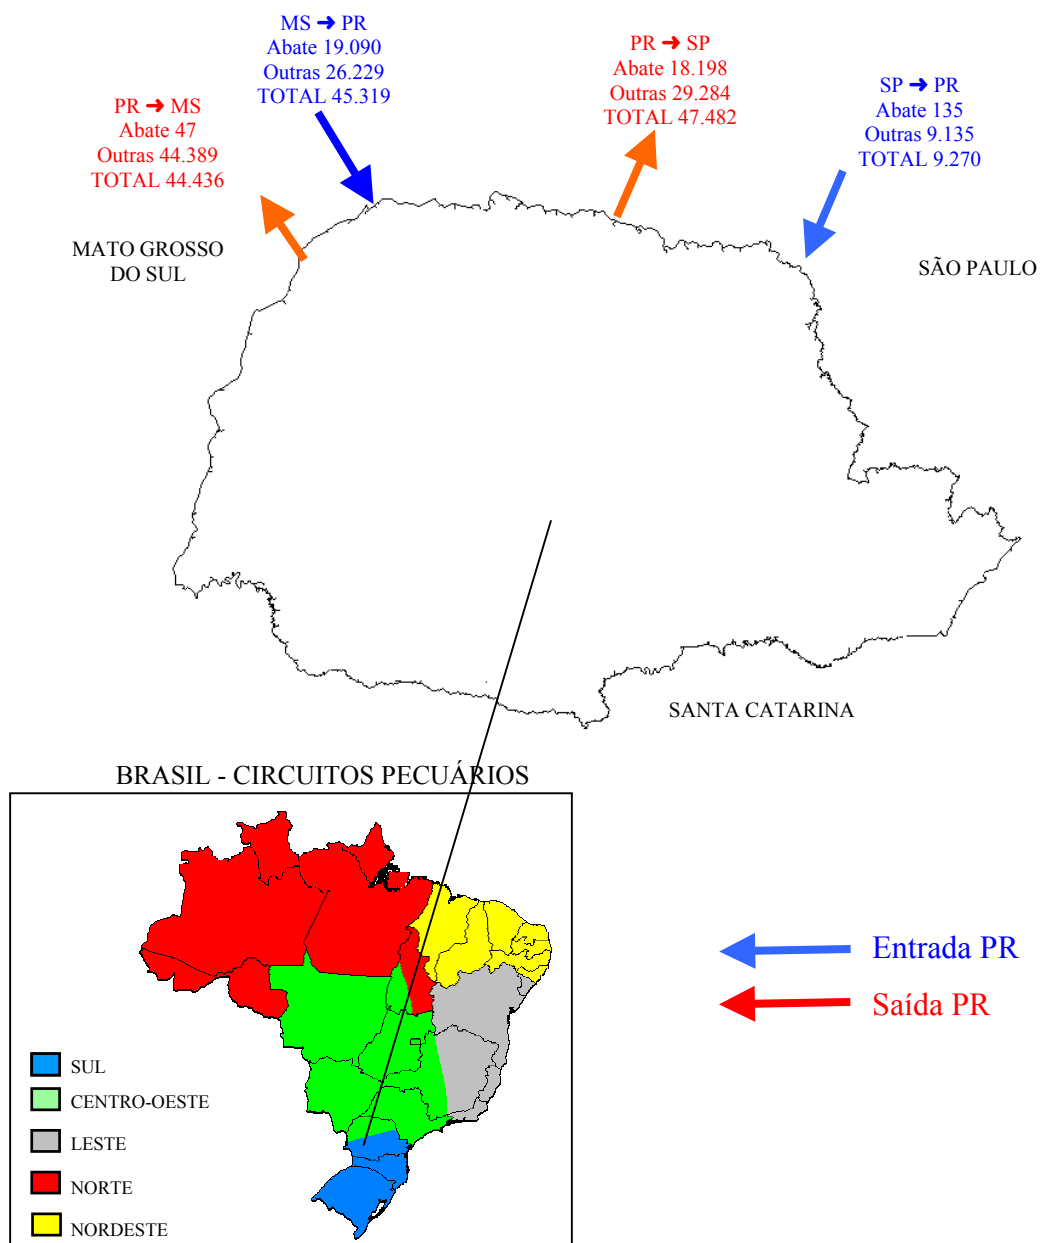 MS ➔ PR
Abate 19.090
Outras 26.229
TOTAL 45.319
PR ➔ SP
Abate 18.198
Outras 29.284
TOTAL 47.482
SP ➔ PR
Abate 135
Outras 9.135
TOTAL 9.270
PR ➔ MS
Abate 47
Outras 44.389
TOTAL 44.436
MATO GROSSO
DO SUL
SÃO PAULO
SANTA CATARINA
BRASIL - CIRCUITOS PECUÁRIOS
Entrada PR
Saída PR
SUL
CENTRO-OESTE
LESTE
NORTE
NORDESTE